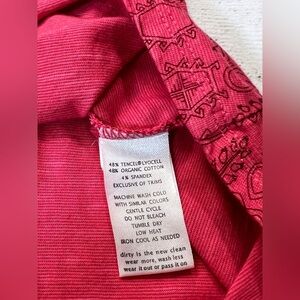 48% TENCEL® LYOCELL
48% ORGANIC COTTON
4% SPANDEX
EXCLUSIVE OF TRIMS
MACHINE WASH COLD
WITH SIMILAR COLORS
GENTLE CYCLE
DO NOT BLEACH
TUMBLE DRY
LOW HEAT
IRON COOL AS NEEDED
dirty is the new clean
wear more, wash less
wear it out or pass it on